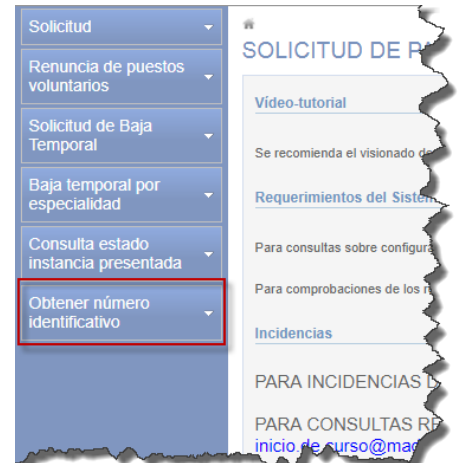 Solicitud
Renuncia de puestos
voluntarios
Solicitud de Baja
Temporal
Baja temporal por
especialidad
Consulta estado
instancia presentada
Obtener número
identificativo
SOLICITUD DE
Vídeo-tutorial
Se recomienda el visionado
Requerimientos del Sistem
Para consultas sobre configura
Para comprobaciones de los
Incidencias
PARA INCIDENCIAS
PARA CONSULTAS RE
inicio.de.curso@mad